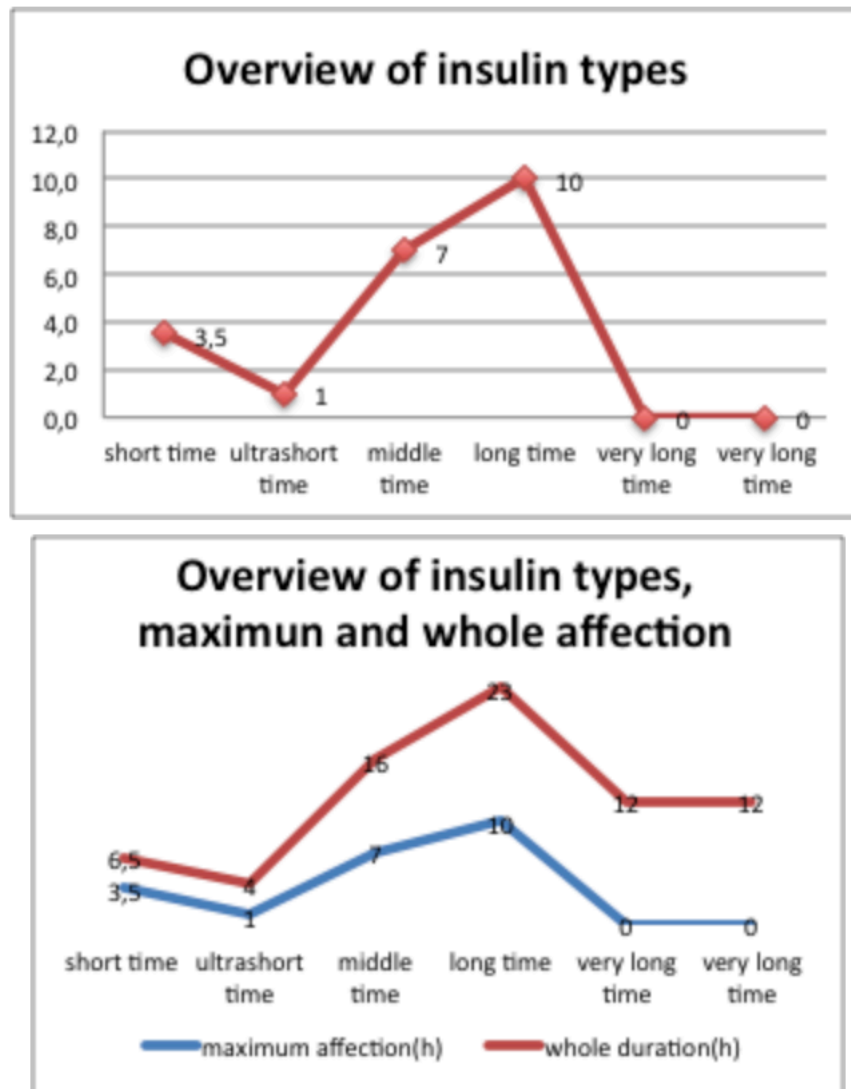 Overview of insulin types
12,0
10,0
8,0
6,0
4,0
2,0
0,0
3,5
1
7
10
0
0
short time
ultrashort time
middle time
long time
very long time
very long time
Overview of insulin types,
maximun and whole affection
6,5
4
16
23
12
12
3,5
1
7
10
0
0
short time
ultrashort time
middle time
long time
very long time
very long time
maximum affection(h)
whole duration(h)